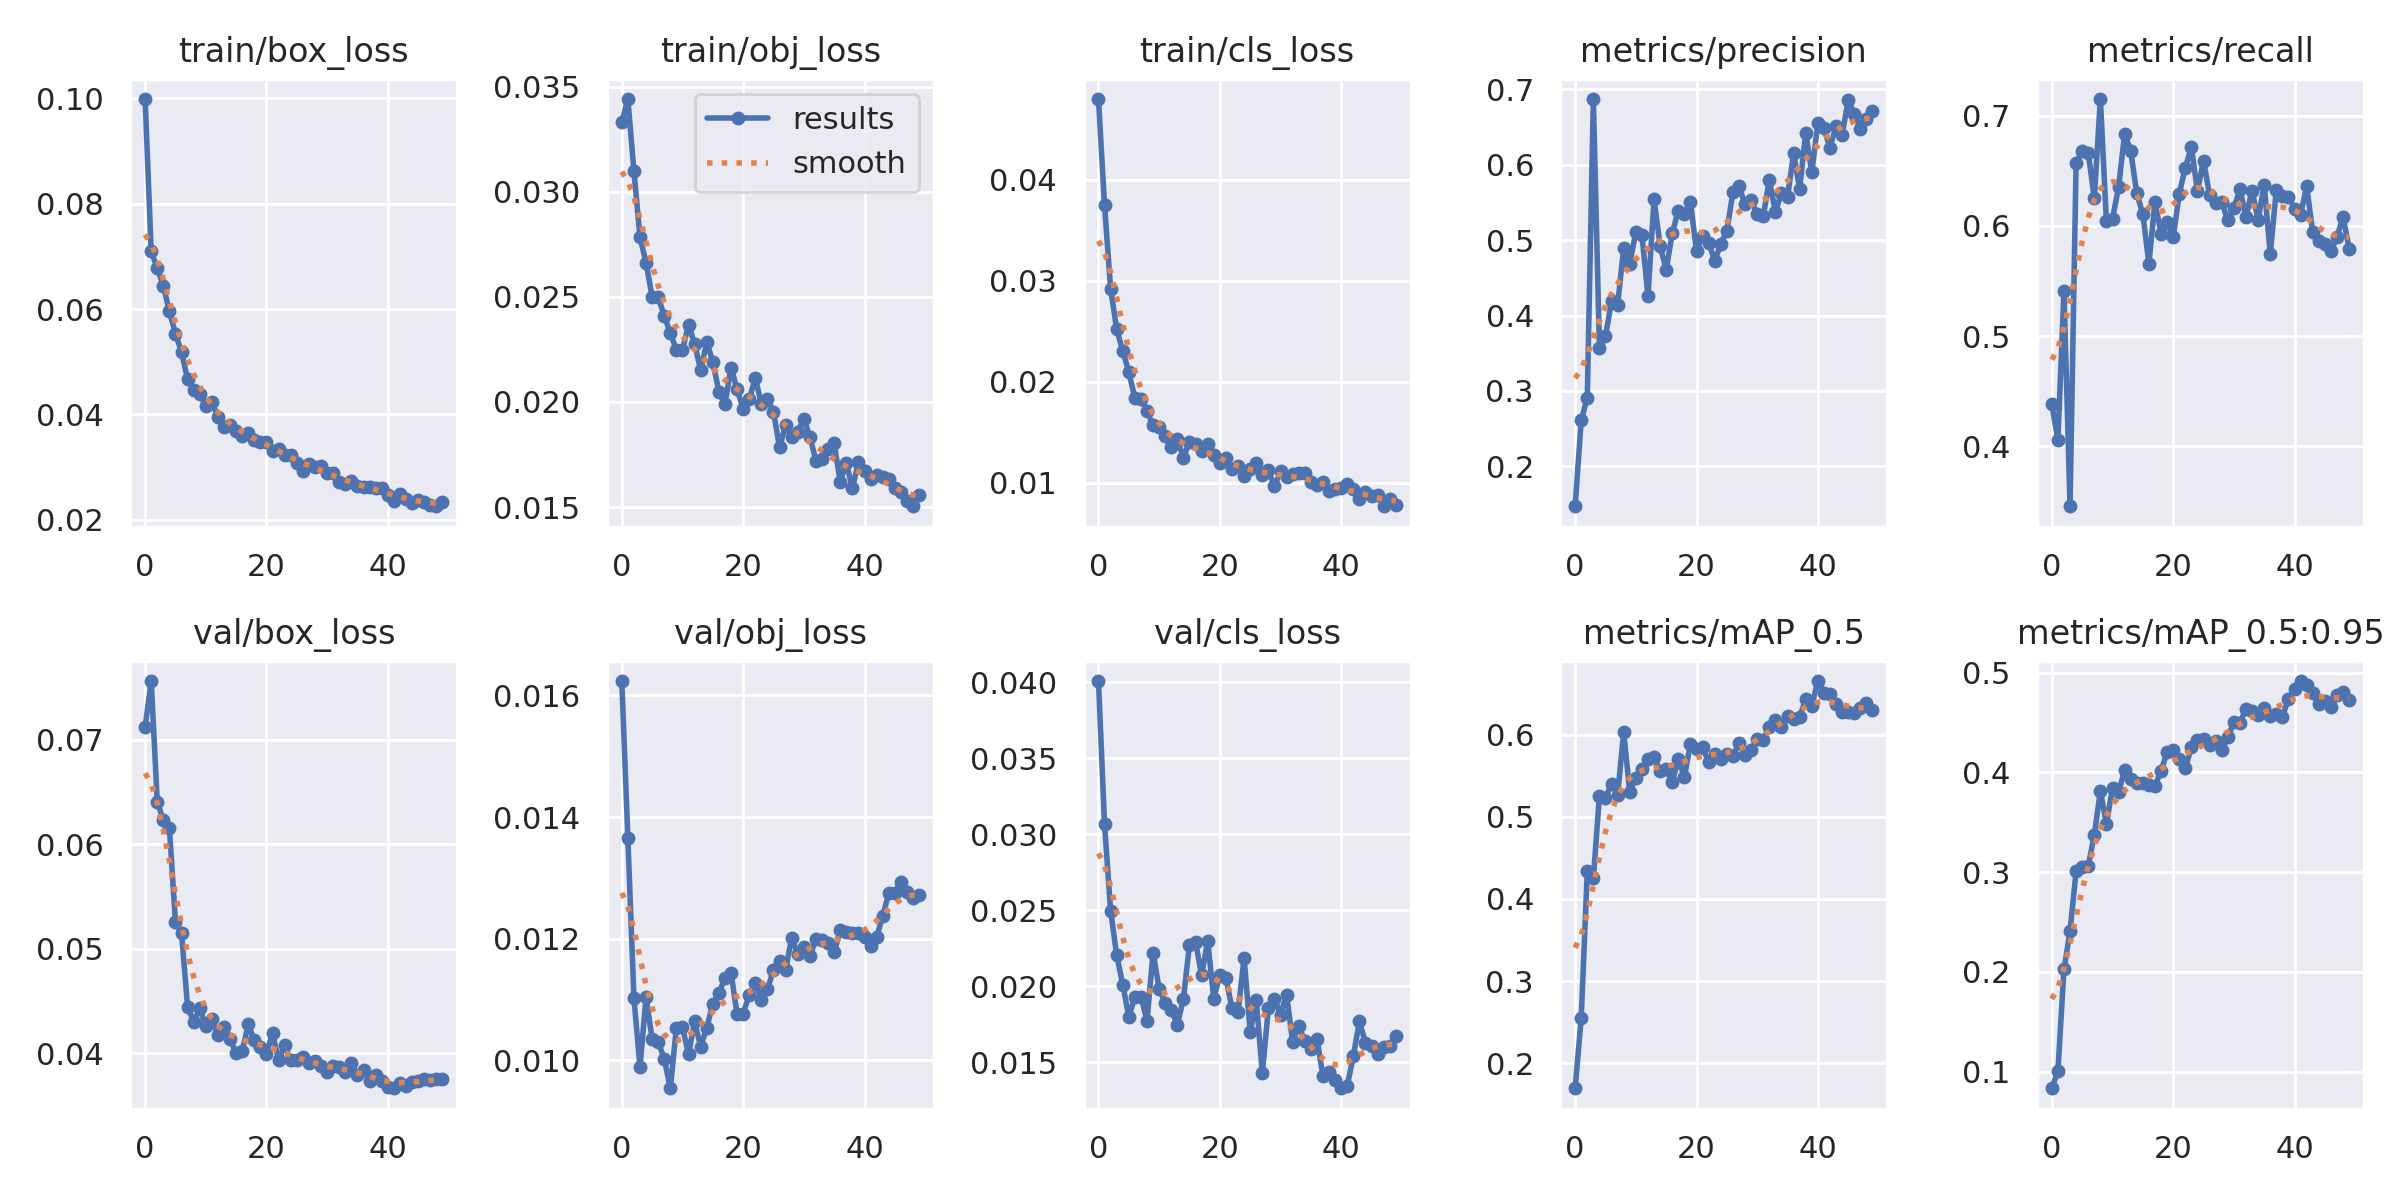 train/box_loss
0.10
0.08
0.06
0.04
0.02
0 20 40
train/obj_loss
results
smooth
0.035
0.030
0.025
0.020
0.015
0 20 40
train/cls_loss
0.04
0.03
0.02
0.01
0 20 40
metrics/precision
0.7
0.6
0.5
0.4
0.3
0.2
0 20 40
metrics/recall
0.7
0.6
0.5
0.4
0 20 40
val/box_loss
0.07
0.06
0.05
0.04
0 20 40
val/obj_loss
0.016
0.014
0.012
0.010
0 20 40
val/cls_loss
0.040
0.035
0.030
0.025
0.020
0.015
0 20 40
metrics/mAP_0.5
0.6
0.5
0.4
0.3
0.2
0 20 40
metrics/mAP_0.5:0.95
0.5
0.4
0.3
0.2
0.1
0 20 40